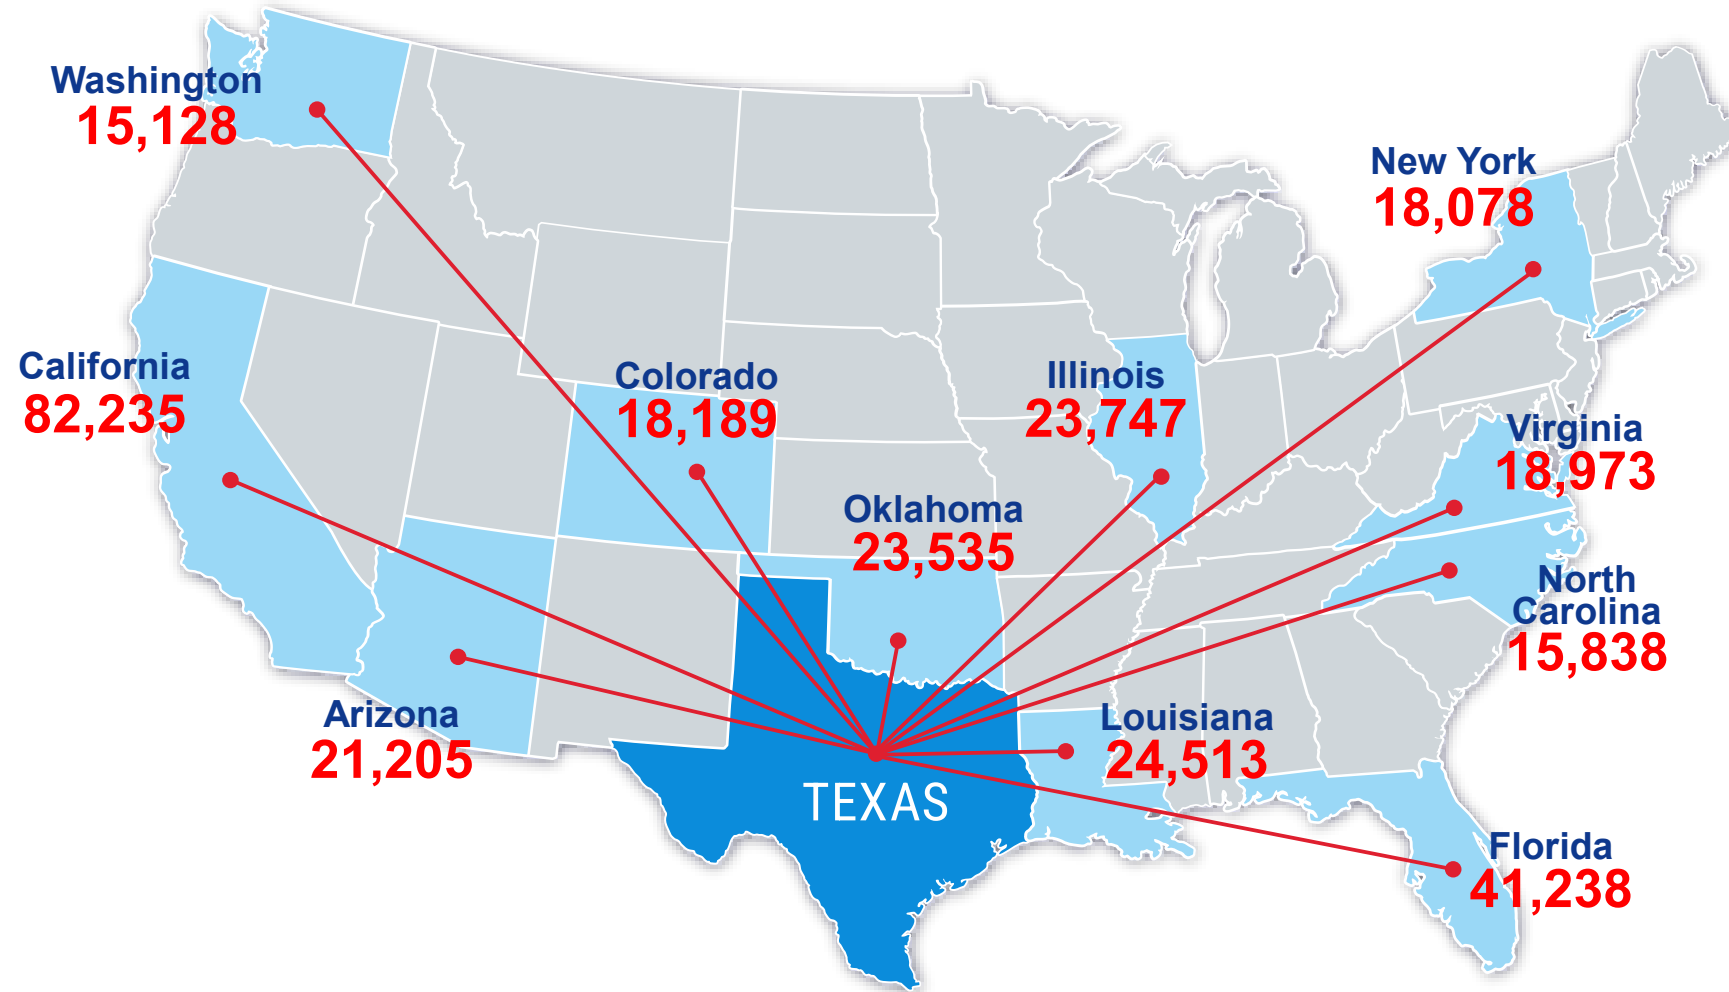 Washington
15,128
New York
18,078
California
82,235
Colorado
18,189
Illinois
23,747
Virginia
18,973
Oklahoma
23,535
North
Carolina
15,838
Arizona
21,205
Louisiana
24,513
TEXAS
Florida
41,238